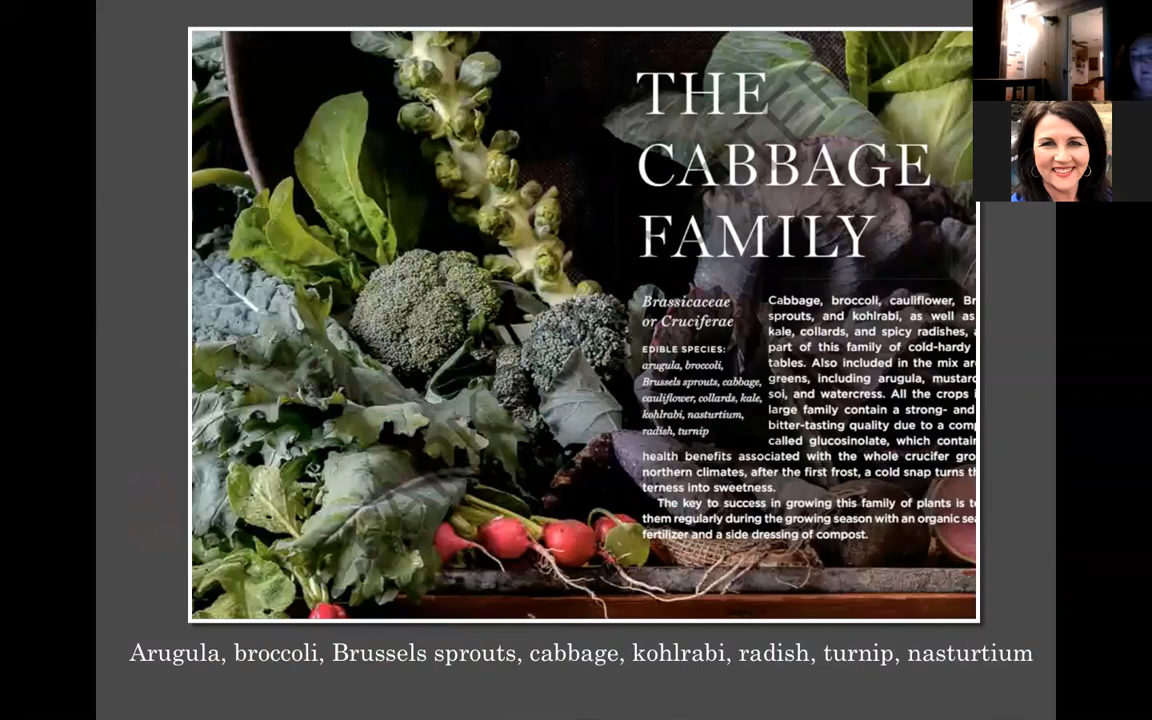 THE
CABBAGE
FAMILY
Brassicaceae
or Cruciferae
EDIBLE SPECIES:
arugula, broccoli,
Brussels sprouts, cabbage,
cauliflower, collards, kale,
kohlrabi, nasturtium,
radish, turnip
Cabbage, broccoli, cauliflower, Br
sprouts, and kohlrabi, as well as
kale, collards, and spicy radishes,
part of this family of cold-hardy
tables. Also included in the mix ar
greens, including arugula, mustard
soi, and watercress. All the crops
large family contain a strong- and
bitter-tasting quality due to a com
called glucosinolate, which contain
health benefits associated with the whole crucifer gro
northern climates, after the first frost, a cold snap turns th
terness into sweetness.
The key to success in growing this family of plants is t
them regularly during the growing season with an organic sea
fertilizer and a side dressing of compost.
Arugula, broccoli, Brussels sprouts, cabbage, kohlrabi, radish, turnip, nasturtium